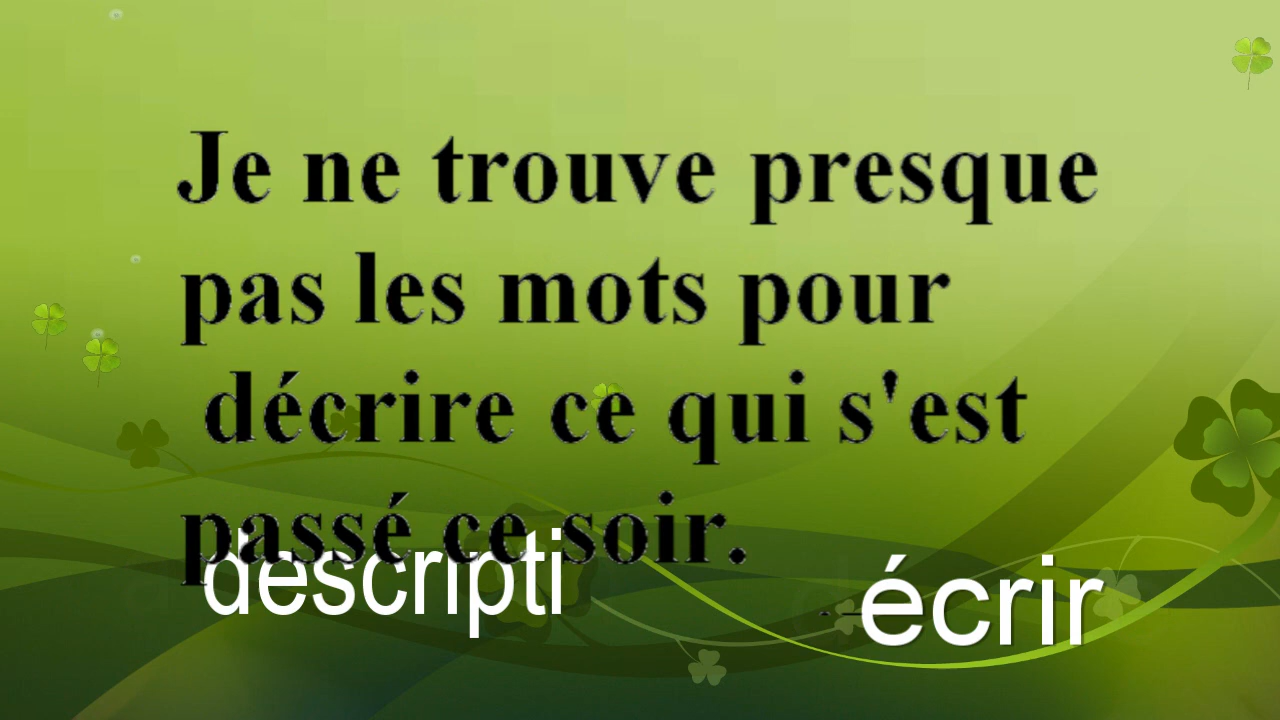 Je ne trouve presque
pas les mots pour
décrire ce qui s'est
passé ce soir.
descripti
écrir